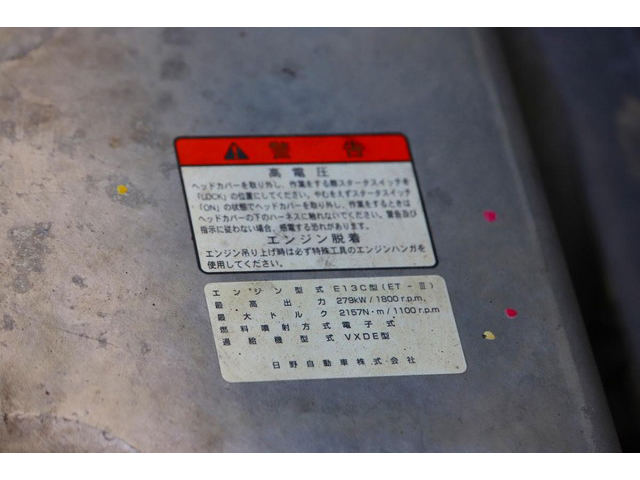 警告
高電圧
ヘッドカバーを取り外し、作業をする際スタータスイッチを
「LOCK」の位置にしてください。やむをえずスタータスイッチ
「ON」の状態でヘッドカバーを取り外し、作業をするときは
ヘッドカバーの下のハーネスに触れないでください。警告及び
指示に従わない場合、感電する恐れがあります。
エンジン脱着
エンジン吊り上げ時は必ず特殊工具のエンジンハンガを
使用してください。
エンジン型式 E13C型(ET-Ⅲ)
最高出力 279kW/1800r.p.m.
最大トルク 2157N・m/1100r.p.m
燃料噴射方式 電子式
過給機型式 VXDE型
日野自動車株式会社